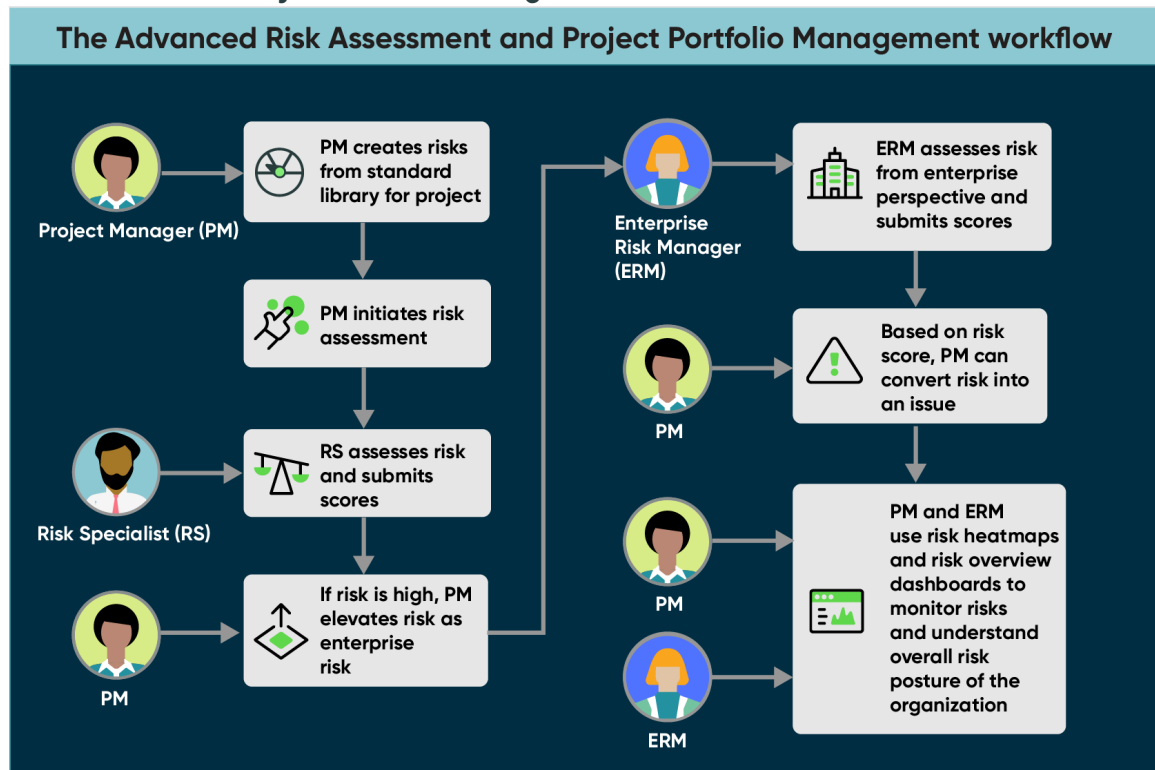 The Advanced Risk Assessment and Project Portfolio Management workflow
Project Manager (PM)
PM creates risks
from standard
library for project
PM initiates risk
assessment
Risk Specialist (RS)
RS assesses risk
and submits
scores
PM
If risk is high, PM
elevates risk as
enterprise
risk
Enterprise
Risk Manager
(ERM)
ERM assesses risk
from enterprise
perspective and
submits scores
PM
Based on risk
score, PM can
convert risk into
an issue
PM
ERM
PM and ERM
use risk heatmaps
and risk overview
dashboards to
monitor risks
and understand
overall risk
posture of the
organization